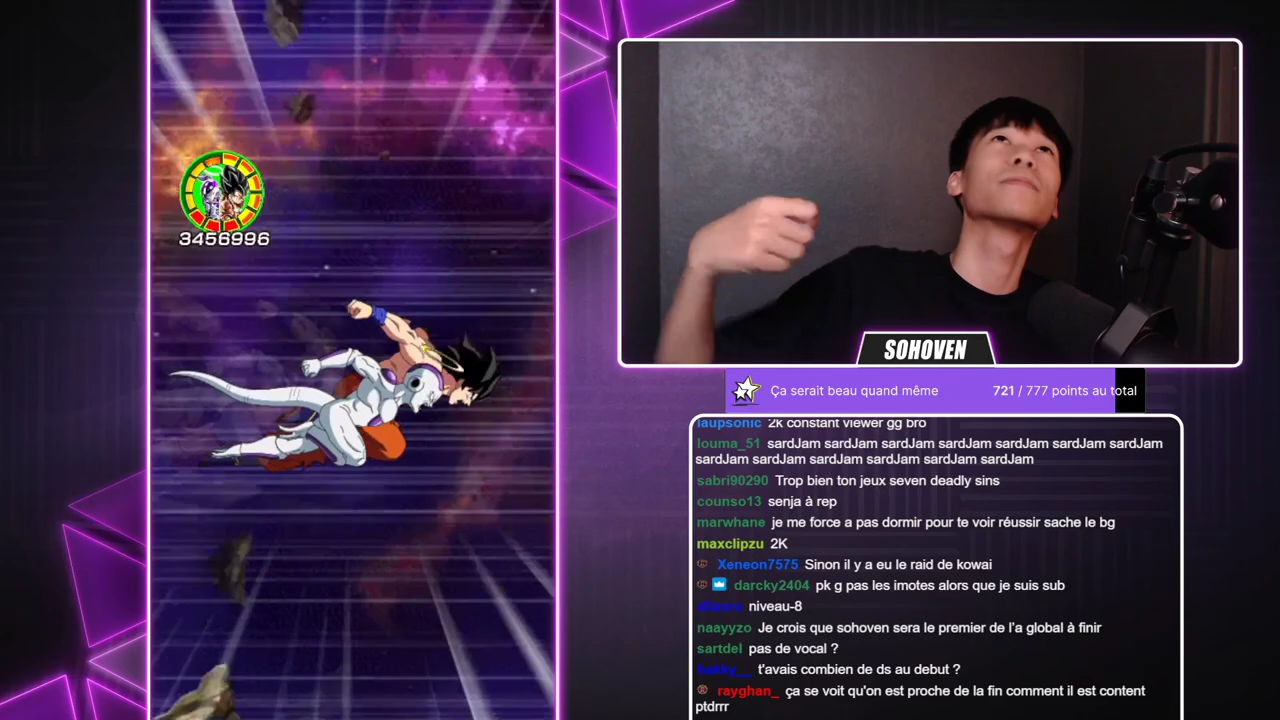 3456996
SOHOVEN
Ça serait beau quand même 721 / 777 points au total
laupsonic 2k constant viewer gg bro
louma_51 sardJam sardJam sardJam sardJam sardJam sardJam sardJam
sardJam sardJam sardJam sardJam sardJam sardJam
sabri90290 Trop bien ton jeux seven deadly sins
counso13 senja à rep
marwhane je me force a pas dormir pour te voir réussir sache le bg
maxclipzu 2K
Xeneon7575 Sinon il y a eu le raid de kowai
darcky2404 pk g pas les imotes alors que je suis sub
niveau-8
naayyzo Je crois que sohoven sera le premier de l'a global à finir
sartdel pas de vocal ?
t'avais combien de ds au debut ?
rayghan_ ça se voit qu'on est proche de la fin comment il est content
ptdrrr